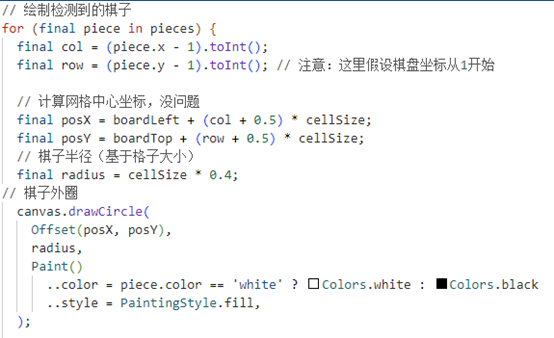 // 绘制检测到的棋子
for (final piece in pieces) {
final col = (piece.x - 1).toInt();
final row = (piece.y - 1).toInt(); // 注意：这里假设棋盘坐标从1开始
// 计算网格中心坐标，没问题
final posX = boardLeft + (col + 0.5) * cellSize;
final posY = boardTop + (row + 0.5) * cellSize;
// 棋子半径（基于格子大小）
final radius = cellSize * 0.4;
// 棋子外圈
canvas.drawCircle(
Offset(posX, posY),
radius,
Paint()
..color = piece.color == 'white' ? Colors.white : Colors.black
..style = PaintingStyle.fill,
);